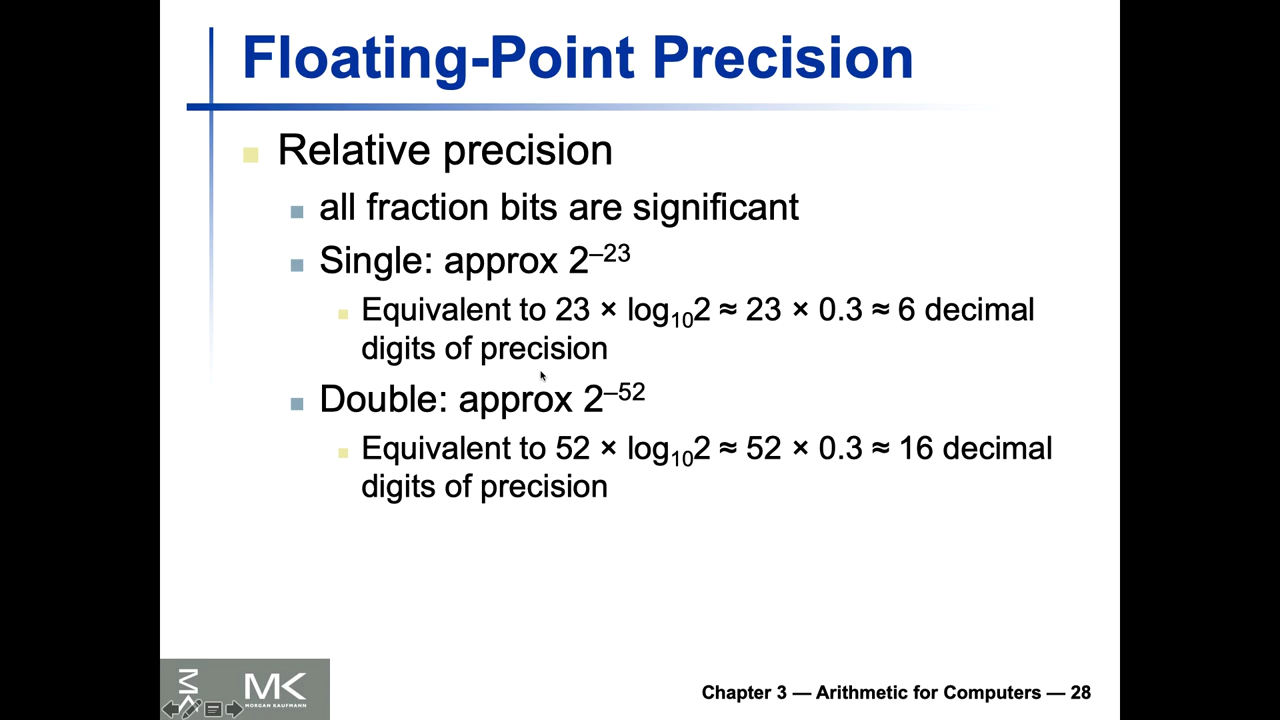 Floating-Point Precision
Relative precision
all fraction bits are significant
Single: approx 2⁻²³
Equivalent to 23 × log₁₀2 ≈ 23 × 0.3 ≈ 6 decimal
digits of precision
Double: approx 2⁻⁵²
Equivalent to 52 × log₁₀2 ≈ 52 × 0.3 ≈ 16 decimal
digits of precision
MK
MK
MORGAN KAUFMANN
Chapter 3 — Arithmetic for Computers — 28